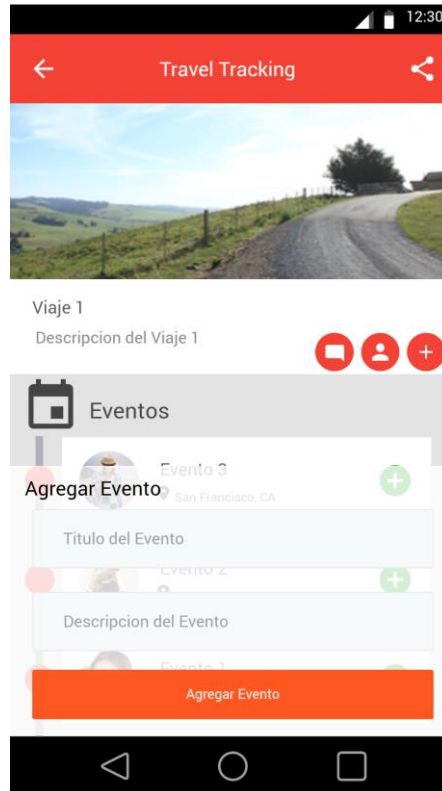 12:30
Travel Tracking
Viaje 1
Descripcion del Viaje 1
Eventos
Evento 3
San Francisco, CA
Agregar Evento
Titulo del Evento
Evento 2
Descripcion del Evento
Evento 1
Agregar Evento